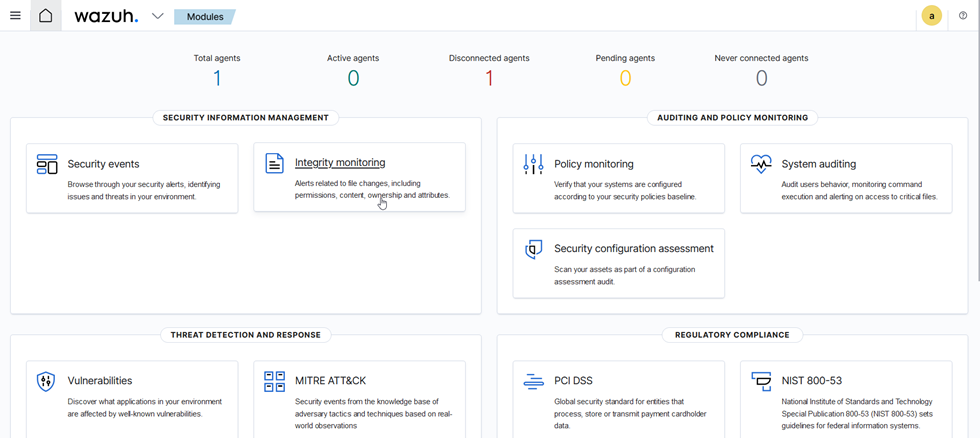 wazuh.
Modules
a
Total agents
1
Active agents
0
Disconnected agents
1
Pending agents
0
Never connected agents
0
SECURITY INFORMATION MANAGEMENT
Security events
Browse through your security alerts, identifying
issues and threats in your environment.
Integrity monitoring
Alerts related to file changes, including
permissions, content, ownership and attributes.
AUDITING AND POLICY MONITORING
Policy monitoring
Verify that your systems are configured
according to your security policies baseline.
System auditing
Audit users behavior, monitoring command
execution and alerting on access to critical files.
Security configuration assessment
Scan your assets as part of a configuration
assessment audit.
THREAT DETECTION AND RESPONSE
Vulnerabilities
Discover what applications in your environment
are affected by well-known vulnerabilities.
MITRE ATT&CK
Security events from the knowledge base of
adversary tactics and techniques based on real-
world observations
REGULATORY COMPLIANCE
PCI DSS
Global security standard for entities that
process, store or transmit payment cardholder
data.
NIST 800-53
National Institute of Standards and Technology
Special Publication 800-53 (NIST 800-53) sets
guidelines for federal information systems.